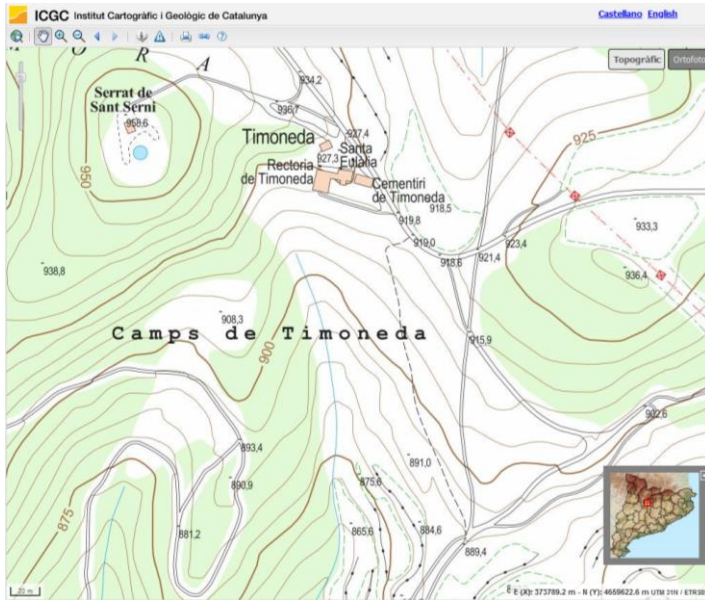 ICGC Institut Cartogràfic i Geològic de Catalunya
Castellano English
Topogràfic Ortofoto
O R A
934,2
Serrat de
Sant Serni
936,7
958,6
927,4
925
Timoneda
Santa
Eulàlia
927,3
Rectoria
de Timoneda
Cementiri
de Timoneda
950
918,5
919,8
933,3
919,0
923,4
918,6
921,4
938,8
936,4
908,3
Camps de Timoneda
915,9
900
902,6
893,4
891,0
890,9
875,6
875
881,2
865,6
884,6
889,4
20 m
E (X): 373789.2 m - N (Y): 4659622.6 m UTM 31N / ETRS8